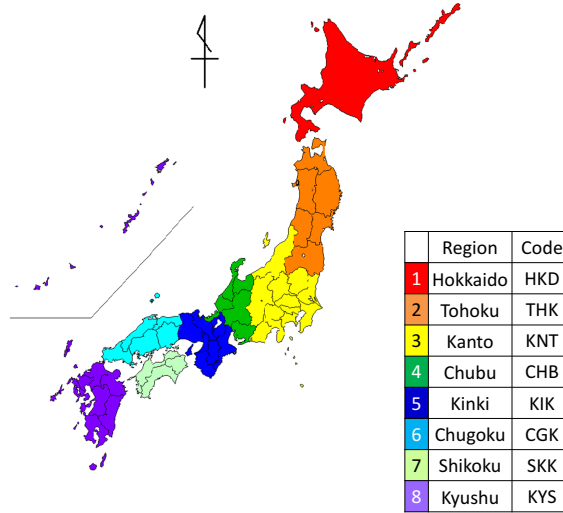 Region Code
1 Hokkaido HKD
2 Tohoku THK
3 Kanto KNT
4 Chubu CHB
5 Kinki KIK
6 Chugoku CGK
7 Shikoku SKK
8 Kyushu KYS